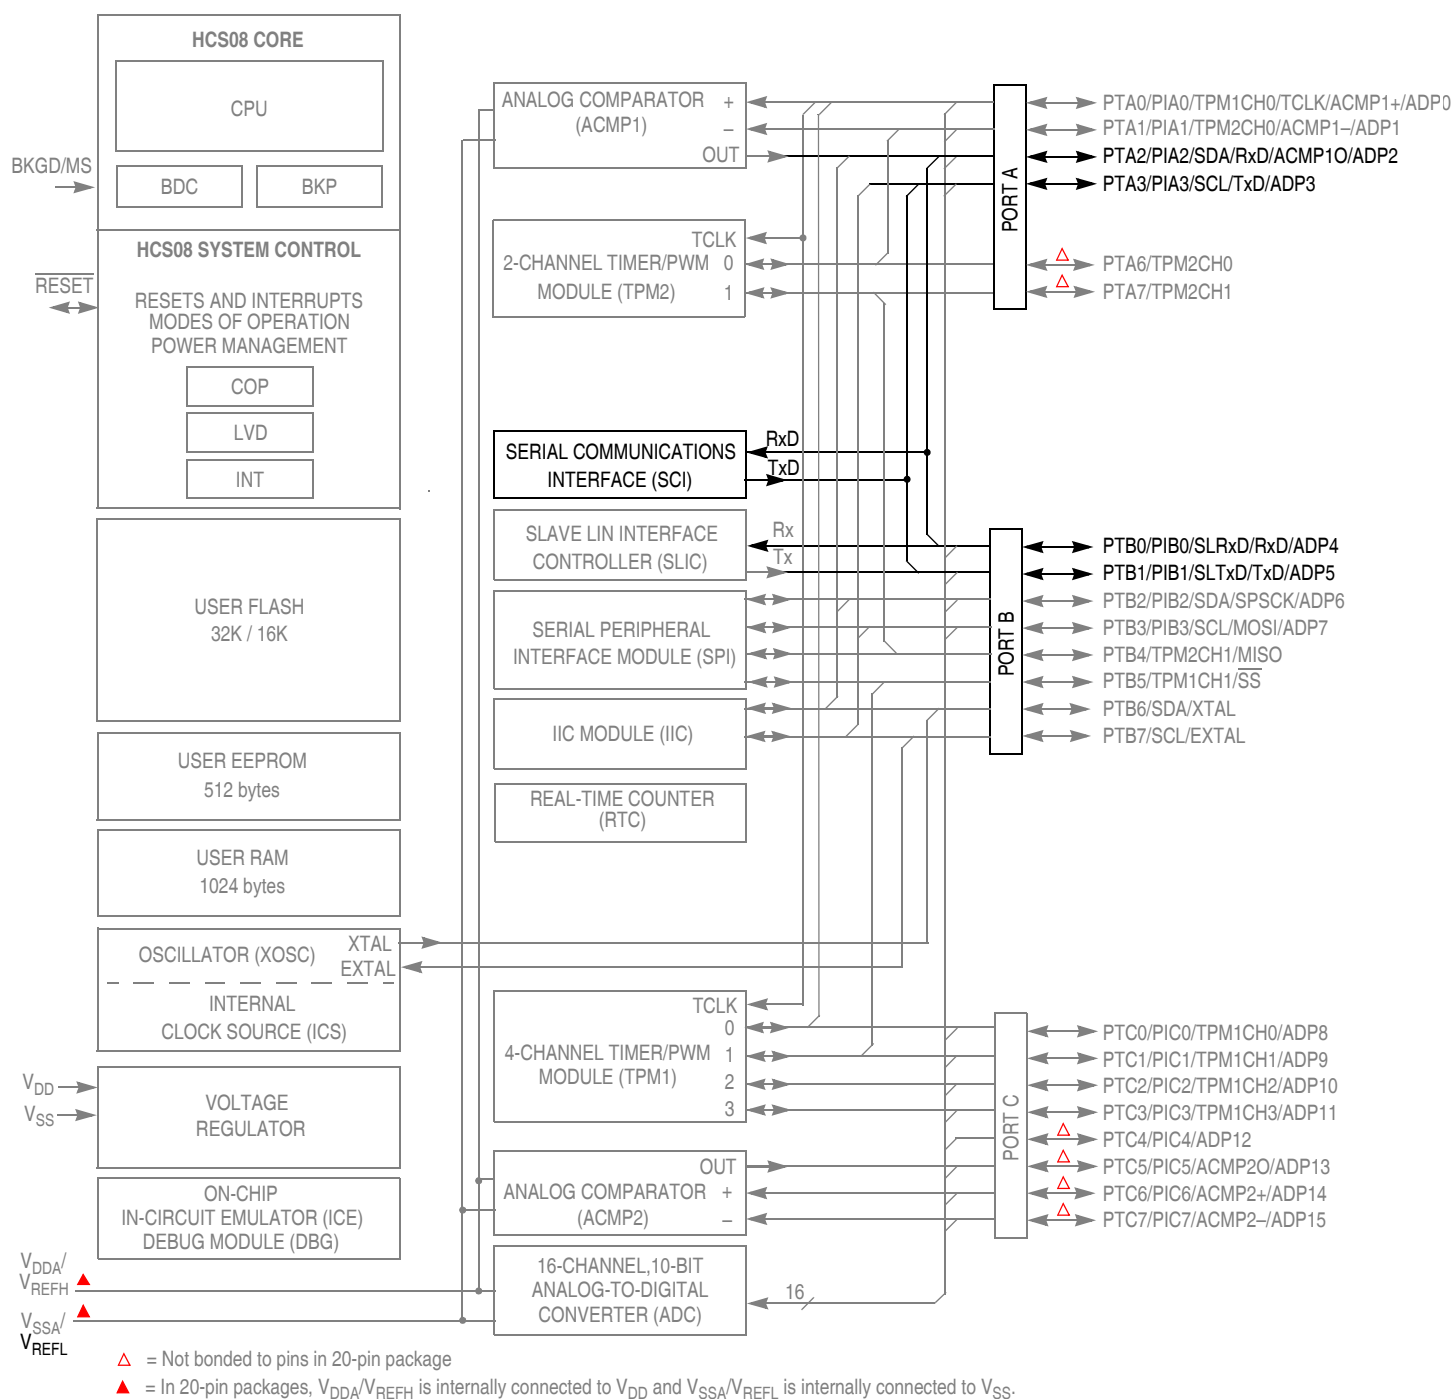 HCS08 CORE
CPU
BDC
BKP
BKGD/MS
HCS08 SYSTEM CONTROL
RESET
RESETS AND INTERRUPTS
MODES OF OPERATION
POWER MANAGEMENT
COP
LVD
INT
USER FLASH
32K / 16K
USER EEPROM
512 bytes
USER RAM
1024 bytes
OSCILLATOR (XOSC)
XTAL
EXTAL
INTERNAL
CLOCK SOURCE (ICS)
VDD
VSS
VOLTAGE
REGULATOR
ON-CHIP
IN-CIRCUIT EMULATOR (ICE)
DEBUG MODULE (DBG)
VDDA/
VREFH
VSSA/
VREFL
ANALOG COMPARATOR
(ACMP1)
+
–
OUT
2-CHANNEL TIMER/PWM
MODULE (TPM2)
TCLK
0
1
SERIAL COMMUNICATIONS
INTERFACE (SCI)
RxD
TxD
SLAVE LIN INTERFACE
CONTROLLER (SLIC)
Rx
Tx
SERIAL PERIPHERAL
INTERFACE MODULE (SPI)
IIC MODULE (IIC)
REAL-TIME COUNTER
(RTC)
TCLK
0
4-CHANNEL TIMER/PWM 1
MODULE (TPM1)
2
3
OUT
ANALOG COMPARATOR +
(ACMP2) –
16-CHANNEL,10-BIT
ANALOG-TO-DIGITAL
CONVERTER (ADC)
16
PORT A
PTA0/PIA0/TPM1CH0/TCLK/ACMP1+/ADP0
PTA1/PIA1/TPM2CH0/ACMP1–/ADP1
PTA2/PIA2/SDA/RxD/ACMP1O/ADP2
PTA3/PIA3/SCL/TxD/ADP3
PTA6/TPM2CH0
PTA7/TPM2CH1
PORT B
PTB0/PIB0/SLRxD/RxD/ADP4
PTB1/PIB1/SLTxD/TxD/ADP5
PTB2/PIB2/SDA/SPSCK/ADP6
PTB3/PIB3/SCL/MOSI/ADP7
PTB4/TPM2CH1/MISO
PTB5/TPM1CH1/SS
PTB6/SDA/XTAL
PTB7/SCL/EXTAL
PORT C
PTC0/PIC0/TPM1CH0/ADP8
PTC1/PIC1/TPM1CH1/ADP9
PTC2/PIC2/TPM1CH2/ADP10
PTC3/PIC3/TPM1CH3/ADP11
PTC4/PIC4/ADP12
PTC5/PIC5/ACMP2O/ADP13
PTC6/PIC6/ACMP2+/ADP14
PTC7/PIC7/ACMP2–/ADP15
= Not bonded to pins in 20-pin package
= In 20-pin packages, VDDA/VREFH is internally connected to VDD and VSSA/VREFL is internally connected to VSS.